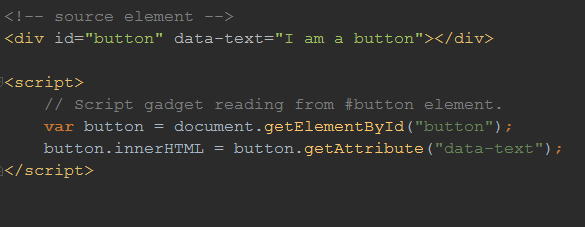 <!-- source element -->
<div id="button" data-text="I am a button"></div>
<script>
// Script gadget reading from #button element.
var button = document.getElementById("button");
button.innerHTML = button.getAttribute("data-text");
</script>